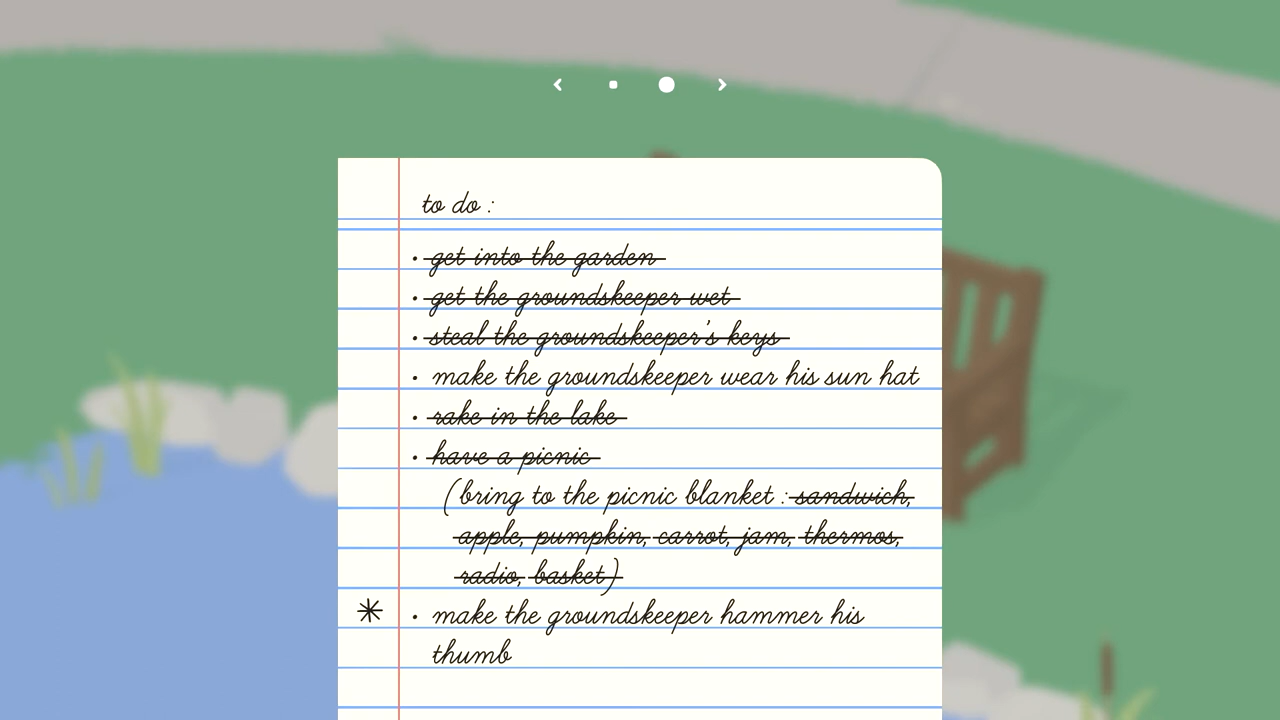 to do :
• get into the garden
• get the groundskeeper wet
• steal the groundskeeper's keys
• make the groundskeeper wear his sun hat
• rake in the lake
• have a picnic
(bring to the picnic blanket : sandwich,
apple, pumpkin, carrot, jam, thermos,
radio, basket)
* • make the groundskeeper hammer his
thumb